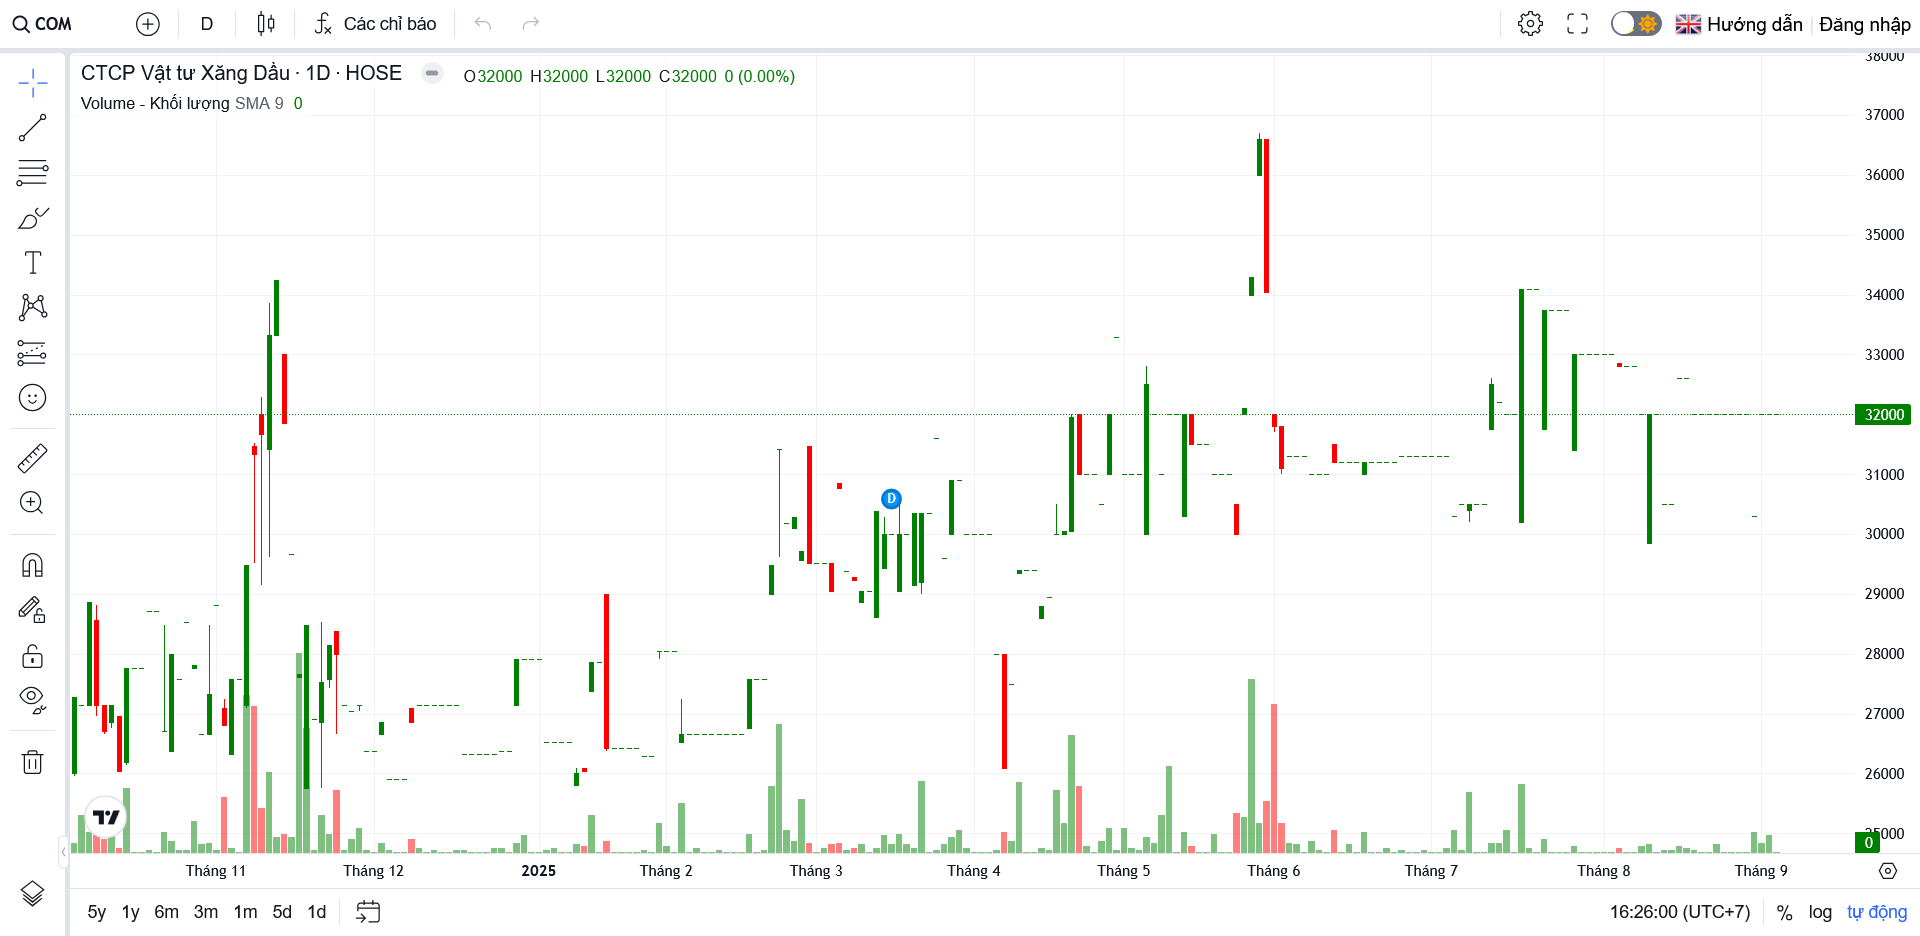 COM D Các chỉ báo Hướng dẫn Đăng nhập
CTCP Vật tư Xăng Dầu · 1D · HOSE O32000 H32000 L32000 C32000 0 (0.00%)
Volume - Khối lượng SMA 9 0
38000
37000
36000
35000
34000
33000
32000
31000
30000
29000
28000
27000
26000
25000
0
D
Tháng 11 Tháng 12 2025 Tháng 2 Tháng 3 Tháng 4 Tháng 5 Tháng 6 Tháng 7 Tháng 8 Tháng 9
5y 1y 6m 3m 1m 5d 1d 16:26:00 (UTC+7) % log tự động